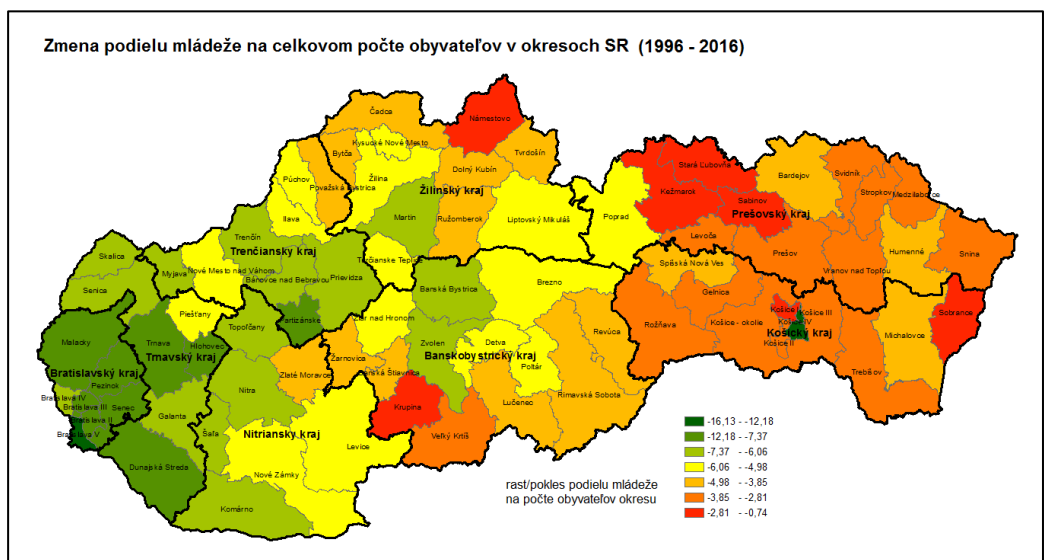 Zmena podielu mládeže na celkovom počte obyvateľov v okresoch SR (1996 - 2016)
Čadca
Námestovo
Kysucké Nové Mesto
Bytča
Tvrdošín
Stará Ľubovňa
Bardejov
Svidník
Púchov
Považská Bystrica
Žilina
Dolný Kubín
Kežmarok
Stropkov
Medzilaborce
Žilinský kraj
Sabinov
Ilava
Martin
Ružomberok
Liptovský Mikuláš
Poprad
Prešovský kraj
Trenčín
Levoča
Skalica
Trenčiansky kraj
Turčianske Teplice
Prešov
Humenné
Snina
Myjava
Nové Mesto nad Váhom
Bánovce nad Bebravou
Prievidza
Spišská Nová Ves
Vranov nad Topľou
Senica
Banská Bystrica
Brezno
Gelnica
Piešťany
Partizánske
Žiar nad Hronom
Košice I
Košice III
Sobrance
Malacky
Trnava
Hlohovec
Topoľčany
Rožňava
Košice - okolie
Košice IV
Košický kraj
Michalovce
Trnavský kraj
Žarnovica
Zvolen
Detva
Revúca
Košice II
Bratislavský kraj
Banskobystrický kraj
Poltár
Pezinok
Nitra
Zlaté Moravce
Banská Štiavnica
Trebišov
Bratislava IV
Bratislava III
Senec
Krupina
Lučenec
Rimavská Sobota
Bratislava II
Galanta
Bratislava V
Šaľa
Nitriansky kraj
Levice
Veľký Krtíš
Dunajská Streda
Nové Zámky
Komárno
rast/pokles podielu mládeže
na počte obyvateľov okresu
-16,13 - -12,18
-12,18 - -7,37
-7,37 - -6,06
-6,06 - -4,98
-4,98 - -3,85
-3,85 - -2,81
-2,81 - -0,74